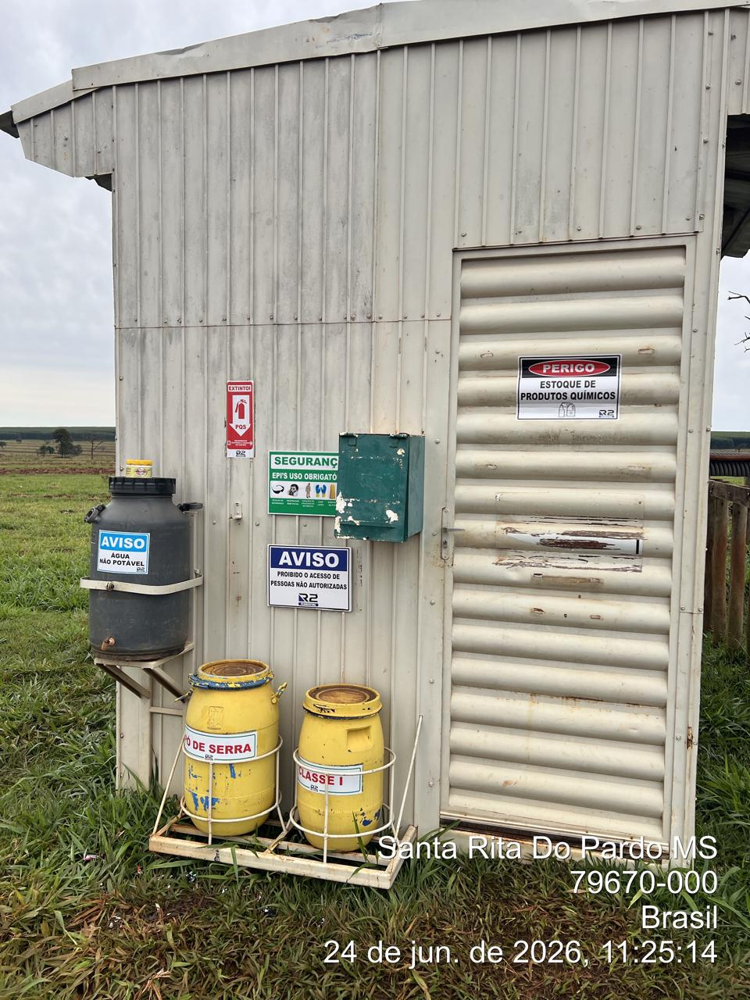 EXTINTOR
PQS
PERIGO
ESTOQUE DE
PRODUTOS QUÍMICOS
R2
SEGURANÇ
EPI'S USO OBRIGATÓ
AVISO
ÁGUA
NÃO POTÁVEL
R2
AVISO
PROIBIDO O ACESSO DE
PESSOAS NÃO AUTORIZADAS
R2
FLORESTAL
PÓ DE SERRA
R2
CLASSE I
R2
Santa Rita Do Pardo MS
79670-000
Brasil
24 de jun. de 2026, 11:25:14